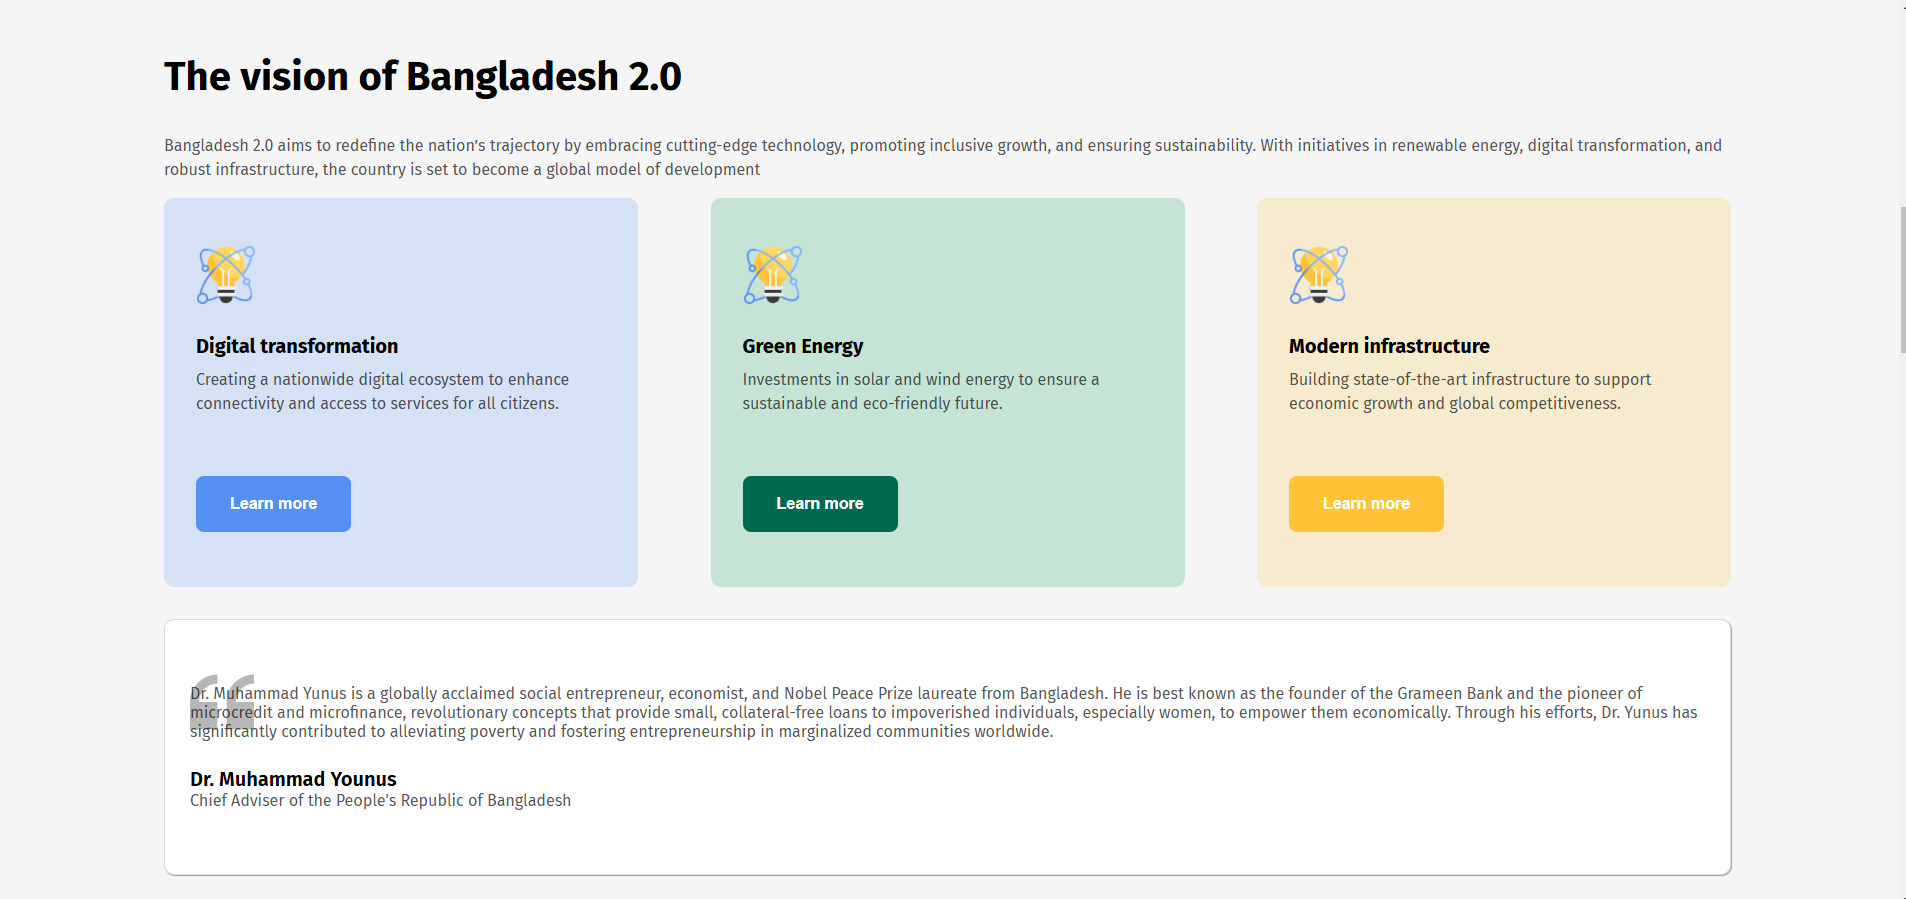 The vision of Bangladesh 2.0
Bangladesh 2.0 aims to redefine the nation’s trajectory by embracing cutting-edge technology, promoting inclusive growth, and ensuring sustainability. With initiatives in renewable energy, digital transformation, and
robust infrastructure, the country is set to become a global model of development
Digital transformation
Creating a nationwide digital ecosystem to enhance
connectivity and access to services for all citizens.
Learn more
Green Energy
Investments in solar and wind energy to ensure a
sustainable and eco-friendly future.
Learn more
Modern infrastructure
Building state-of-the-art infrastructure to support
economic growth and global competitiveness.
Learn more
Dr. Muhammad Yunus is a globally acclaimed social entrepreneur, economist, and Nobel Peace Prize laureate from Bangladesh. He is best known as the founder of the Grameen Bank and the pioneer of
microcredit and microfinance, revolutionary concepts that provide small, collateral-free loans to impoverished individuals, especially women, to empower them economically. Through his efforts, Dr. Yunus has
significantly contributed to alleviating poverty and fostering entrepreneurship in marginalized communities worldwide.
Dr. Muhammad Younus
Chief Adviser of the People's Republic of Bangladesh